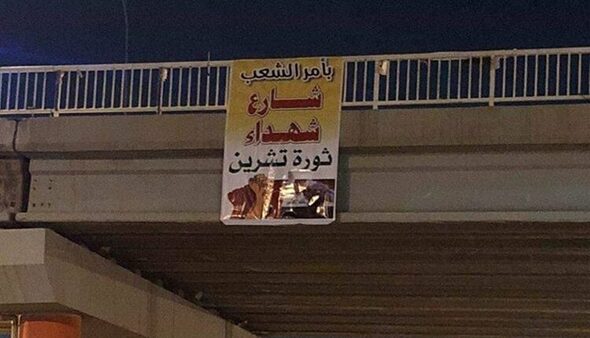 بأمر الشعب
شارع
شهداء
ثورة تشرين